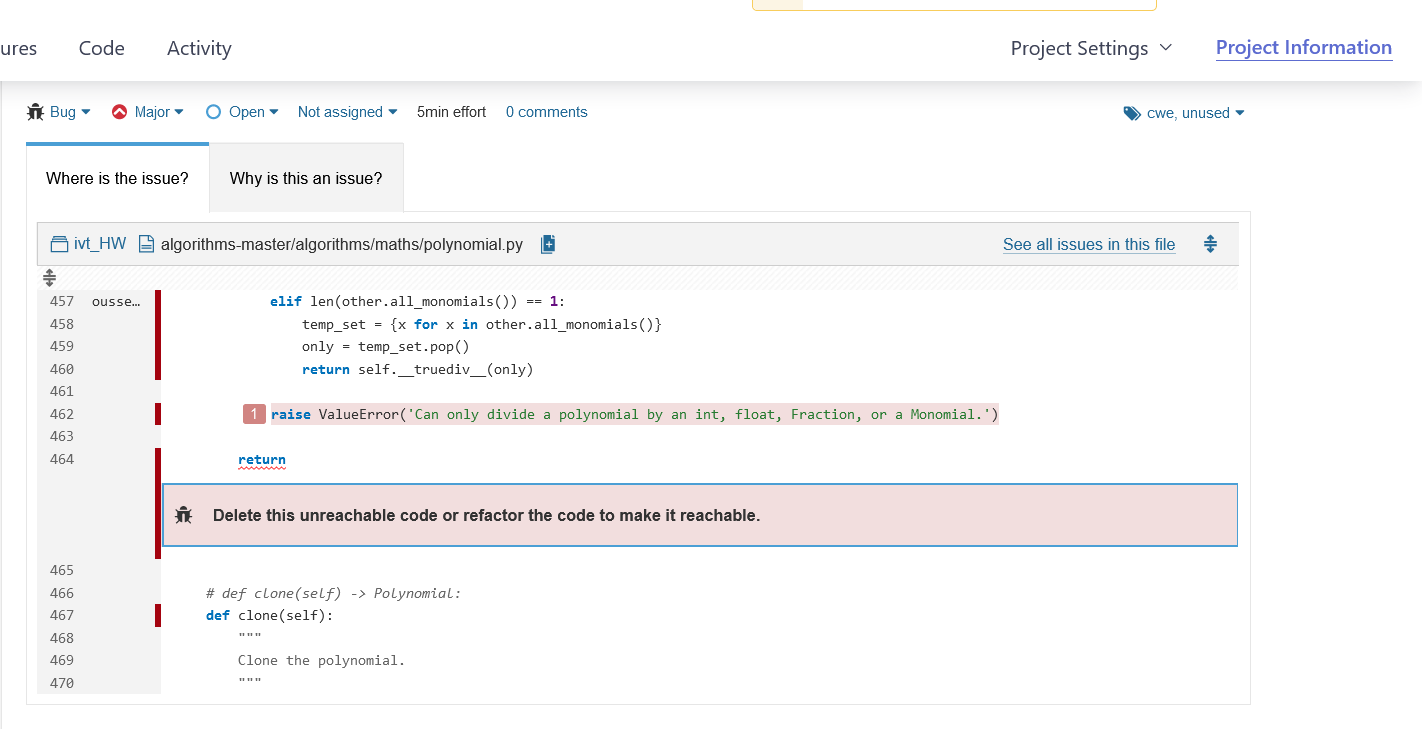 ures Code Activity Project Settings Project Information
Bug Major Open Not assigned 5min effort 0 comments cwe, unused
Where is the issue? Why is this an issue?
ivt_HW algorithms-master/algorithms/maths/polynomial.py See all issues in this file
457 ousse… elif len(other.all_monomials()) == 1:
458 temp_set = {x for x in other.all_monomials()}
459 only = temp_set.pop()
460 return self.__truediv__(only)
461
462 1 raise ValueError('Can only divide a polynomial by an int, float, Fraction, or a Monomial.')
463
464 return
Delete this unreachable code or refactor the code to make it reachable.
465
466 # def clone(self) -> Polynomial:
467 def clone(self):
468 """
469 Clone the polynomial.
470 """